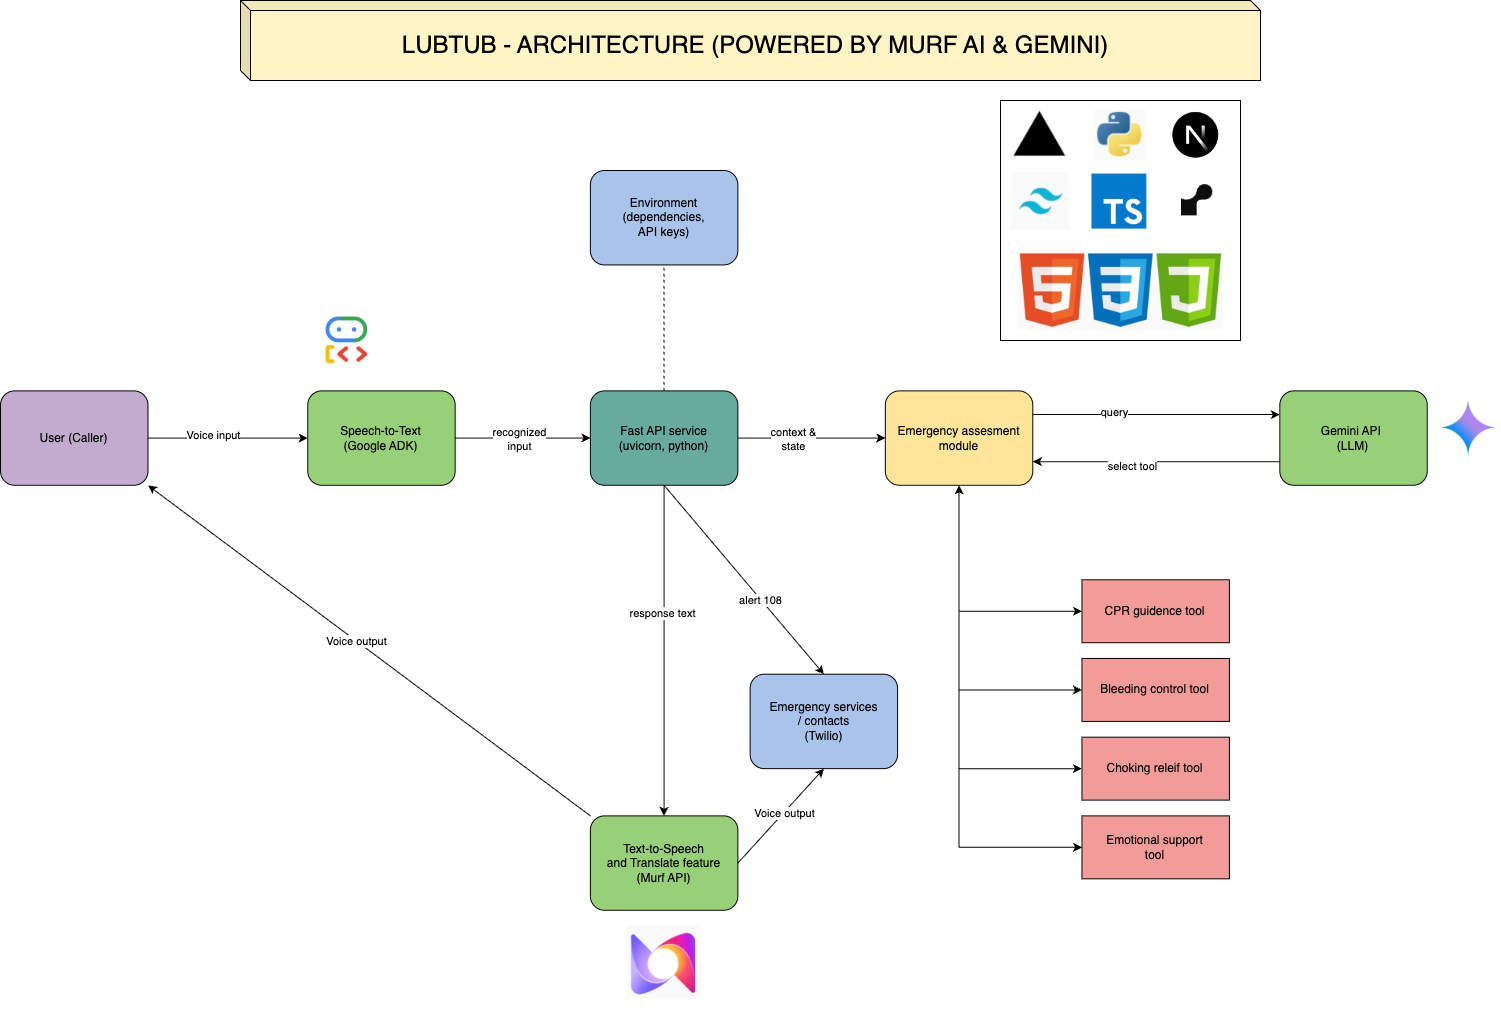 LUBTUB - ARCHITECTURE (POWERED BY MURF AI & GEMINI)
N
TS
Environment
(dependencies,
API keys)
User (Caller)
Voice input
Speech-to-Text
(Google ADK)
recognized
input
Fast API service
(uvicorn, python)
context &
state
Emergency assesment
module
query
select tool
Gemini API
(LLM)
response text
alert 108
Voice output
Emergency services
/ contacts
(Twilio)
Voice output
Text-to-Speech
and Translate feature
(Murf API)
CPR guidence tool
Bleeding control tool
Choking releif tool
Emotional support
tool